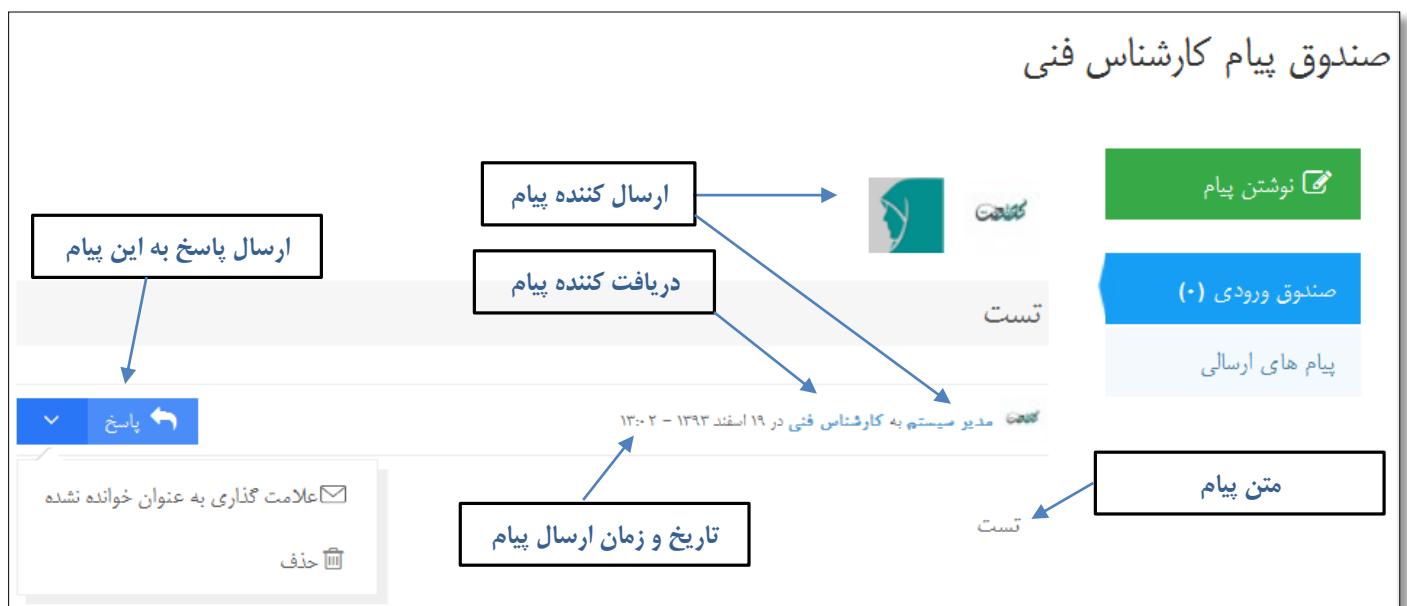 صندوق پیام کارشناس فنی
نوشتن پیام
صندوق ورودی (۰)
پیام های ارسالی
ارسال کننده پیام
دریافت کننده پیام
ارسال پاسخ به این پیام
تست
مدیر سیستم به کارشناس فنی در ۱۹ اسفند ۱۳۹۳ - ۱۳:۰۲
پاسخ
علامت گذاری به عنوان خوانده نشده
حذف
تاریخ و زمان ارسال پیام
متن پیام
تست